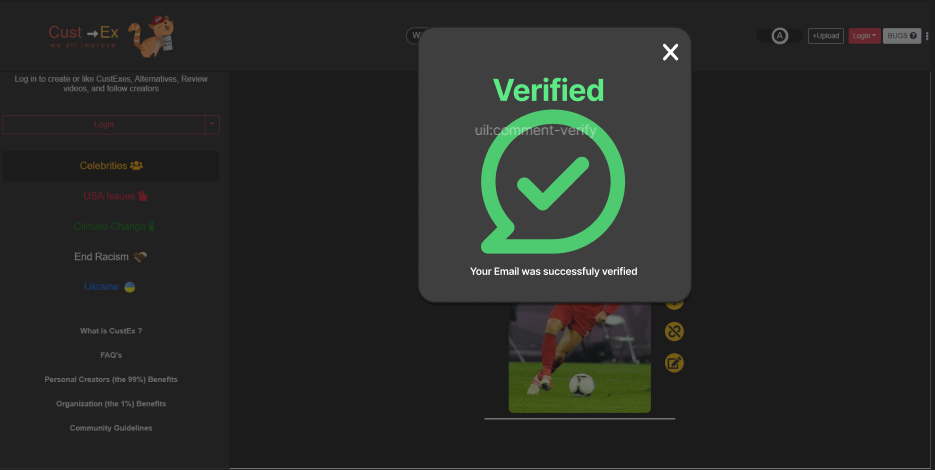 Cust Ex
we all improve
W
A
+Upload
Login
BUGS
Log in to create or like CustExes, Alternatives, Review
videos, and follow creators
Login
Celebrities
USA Issues
Climate Change
End Racism
Ukraine
What is CustEx ?
FAQ's
Personal Creators (the 99%) Benefits
Organization (the 1%) Benefits
Community Guidelines
Verified
uil:comment-verify
Your Email was successfuly verified